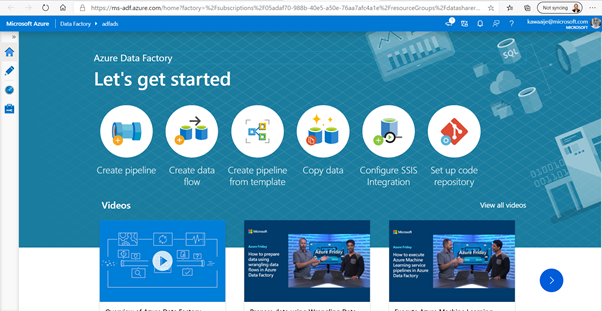 https://ms-adf.azure.com/home?factory=%2Fsubscriptions%2F05adaf70-988b-40e5-a50e-76aa7afc4a1e%2FresourceGroups%2Fdatasharer...
Not syncing
Microsoft Azure
Data Factory
adfads
kawaaije@microsoft.com
MICROSOFT
Azure Data Factory
Let's get started
SQL
Create pipeline
Create data flow
Create pipeline from template
Copy data
Configure SSIS Integration
Set up code repository
Videos
View all videos
Microsoft
Azure Friday
How to prepare data using wrangling data flows in Azure Data Factory
Azure Friday
Microsoft
Azure Friday
How to execute Azure Machine Learning service pipelines in Azure Data Factory
Azure Friday
Overview of Azure Data Factory
Prepare data using Wrangling Data
Execute Azure Machine Learning